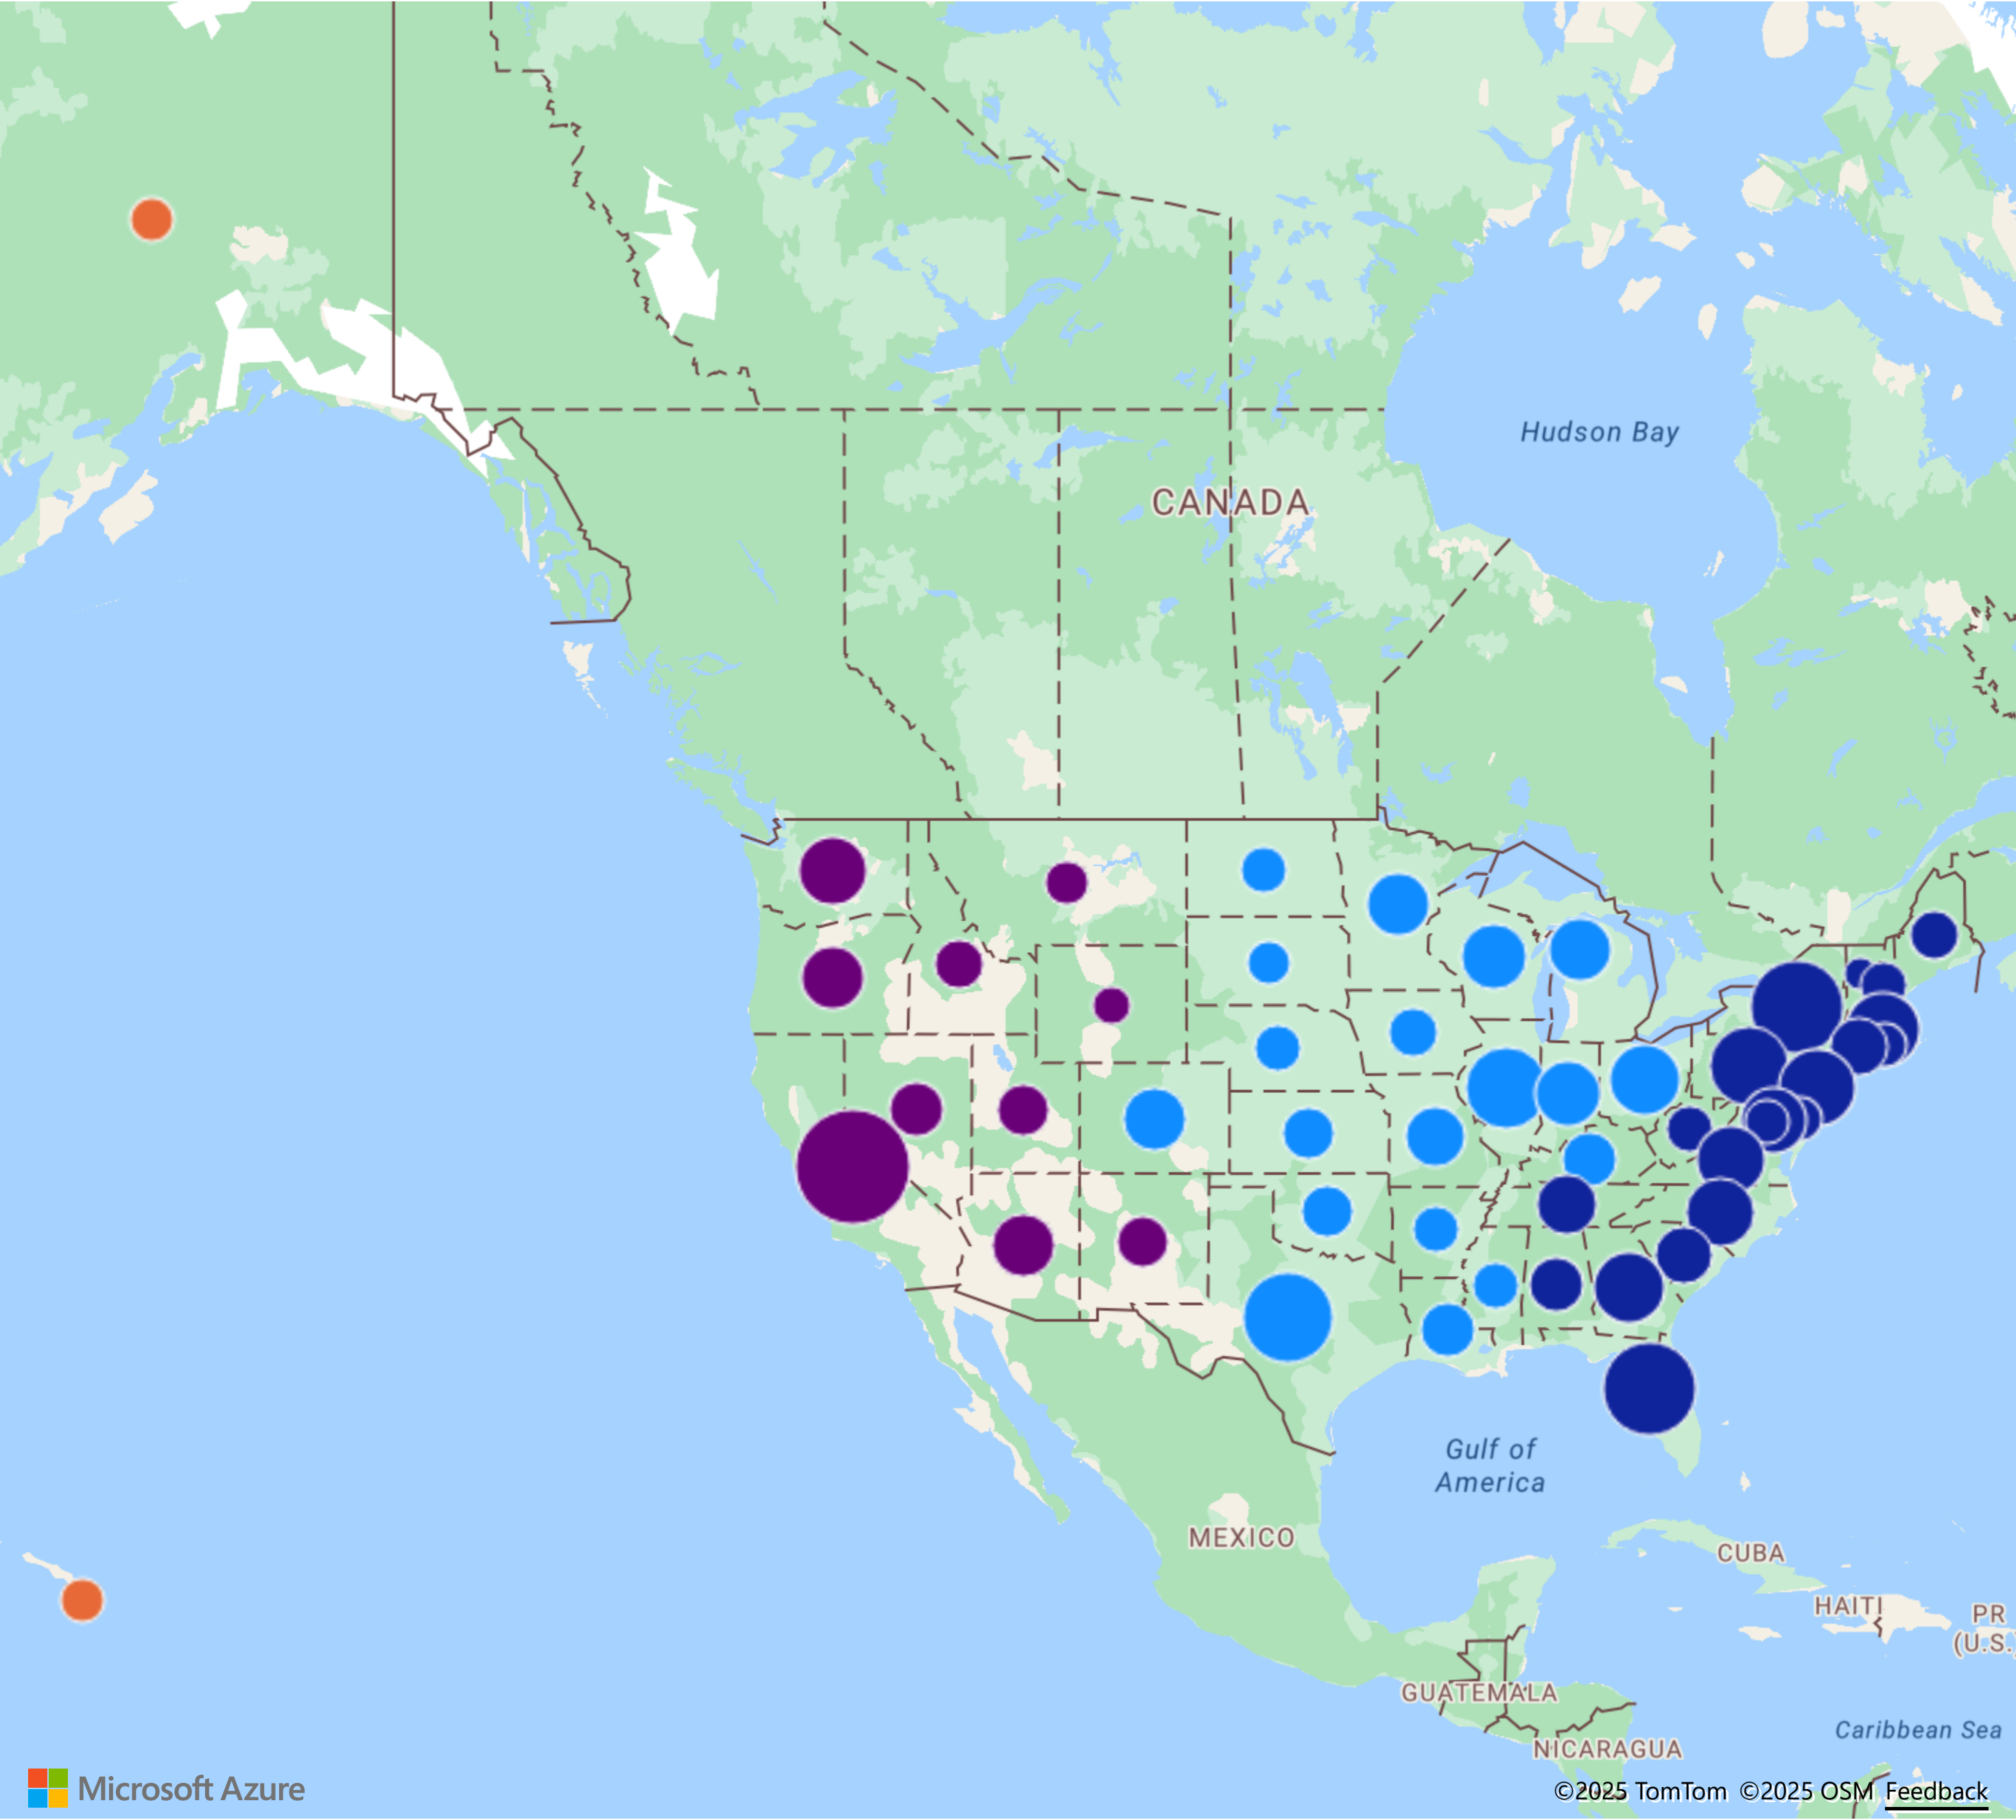 Hudson Bay
CANADA
Gulf of
America
MEXICO
CUBA
HAITI
PR
(U.S.
GUATEMALA
Caribbean Sea
NICARAGUA
Microsoft Azure
©2025 TomTom ©2025 OSM Feedback